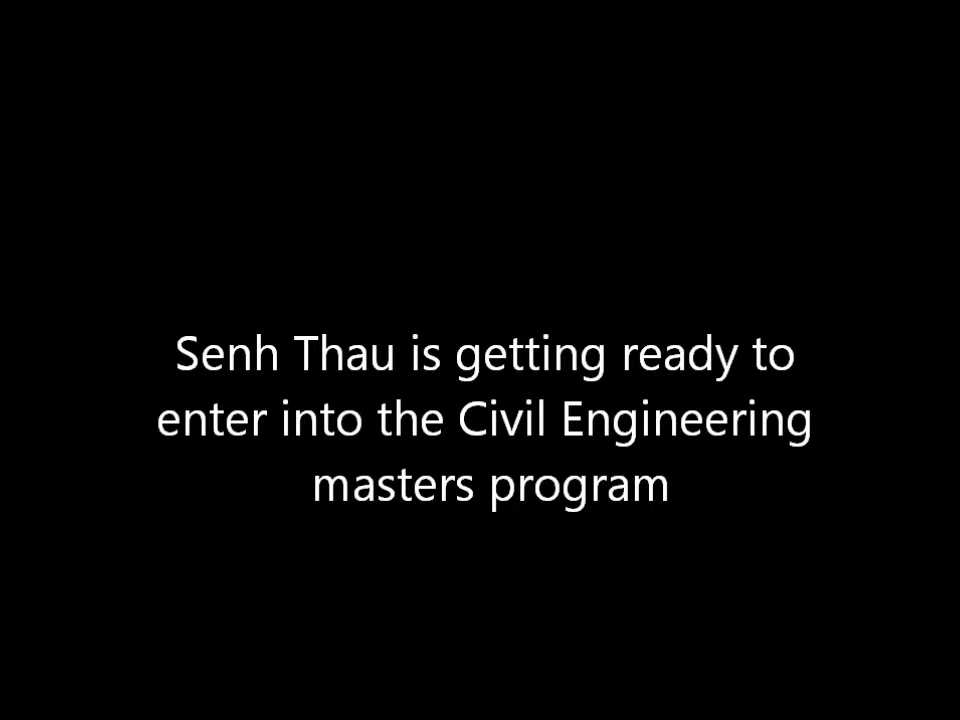 Senh Thau is getting ready to
enter into the Civil Engineering
masters program